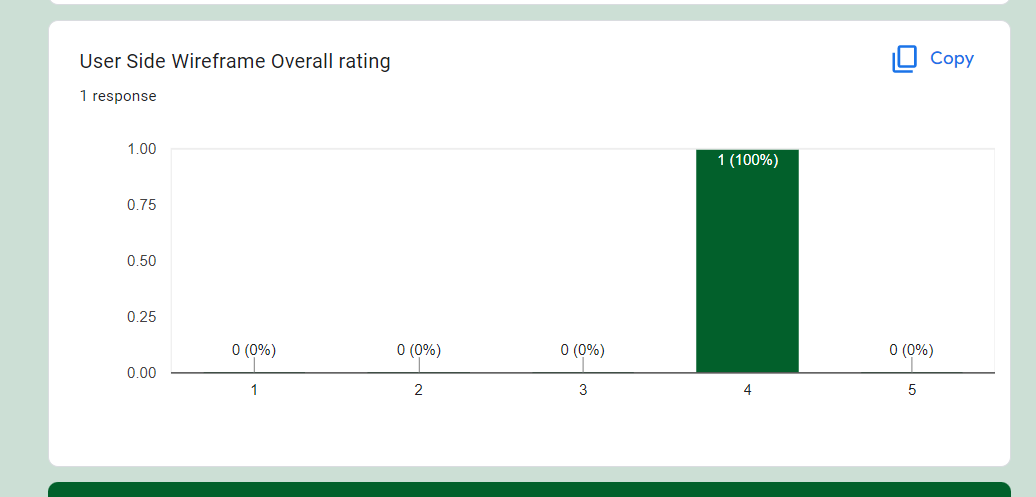 User Side Wireframe Overall rating
Copy
1 response
1.00
1 (100%)
0.75
0.50
0.25
0 (0%) 0 (0%) 0 (0%) 0 (0%)
0.00
1 2 3 4 5